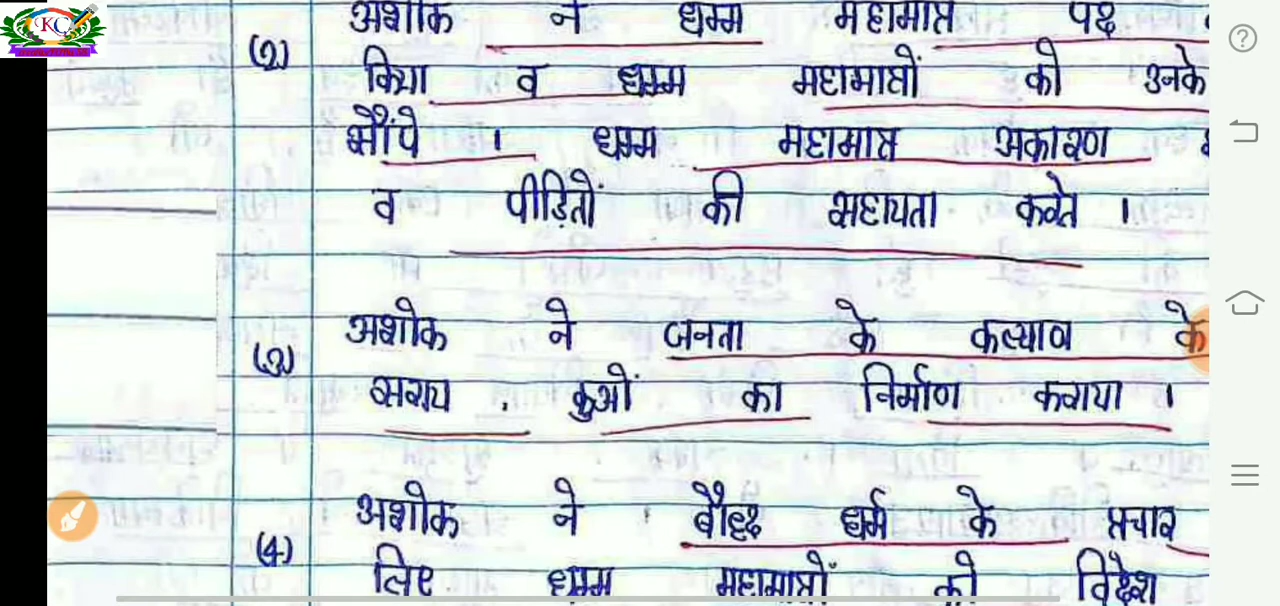 KC
अशोक ने धम्म महामात्र पद
(2) किया व धम्म महामात्रों को उनके
सौंपे । धम्म महामात्र अकारण
व पीड़ितों की सहायता करते ।
अशोक ने जनता के कल्याण के
(3) सराय , कुओं का निर्माण कराया ।
अशोक ने बौद्ध धर्म के प्रचार
(4) लिए धम्म महामात्रों को विदेश